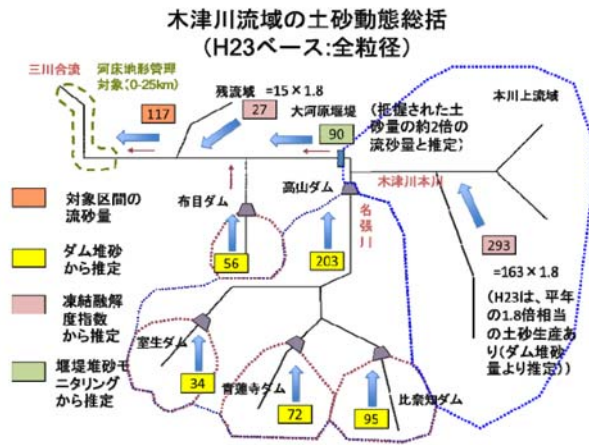 木津川流域の土砂動態総括
(H23ベース:全粒径)
三川合流
河床地形管理
対象(0-25km)
残流域 =15×1.8
本川上流域
117
27
大河原堰堤
90
(把握された土
砂量の約2倍の
流砂量と推定)
木津川本川
対象区間の
流砂量
布目ダム
高山ダム
名張川
ダム堆砂
から推定
56
203
293
=163×1.8
(H23は、平年
の1.8倍相当
の土砂生産あ
り(ダム堆砂
量より推定))
凍結融解
度指数
から推定
室生ダム
34
青蓮寺ダム
72
比奈知ダム
95
堰堤堆砂モ
ニタリング
から推定